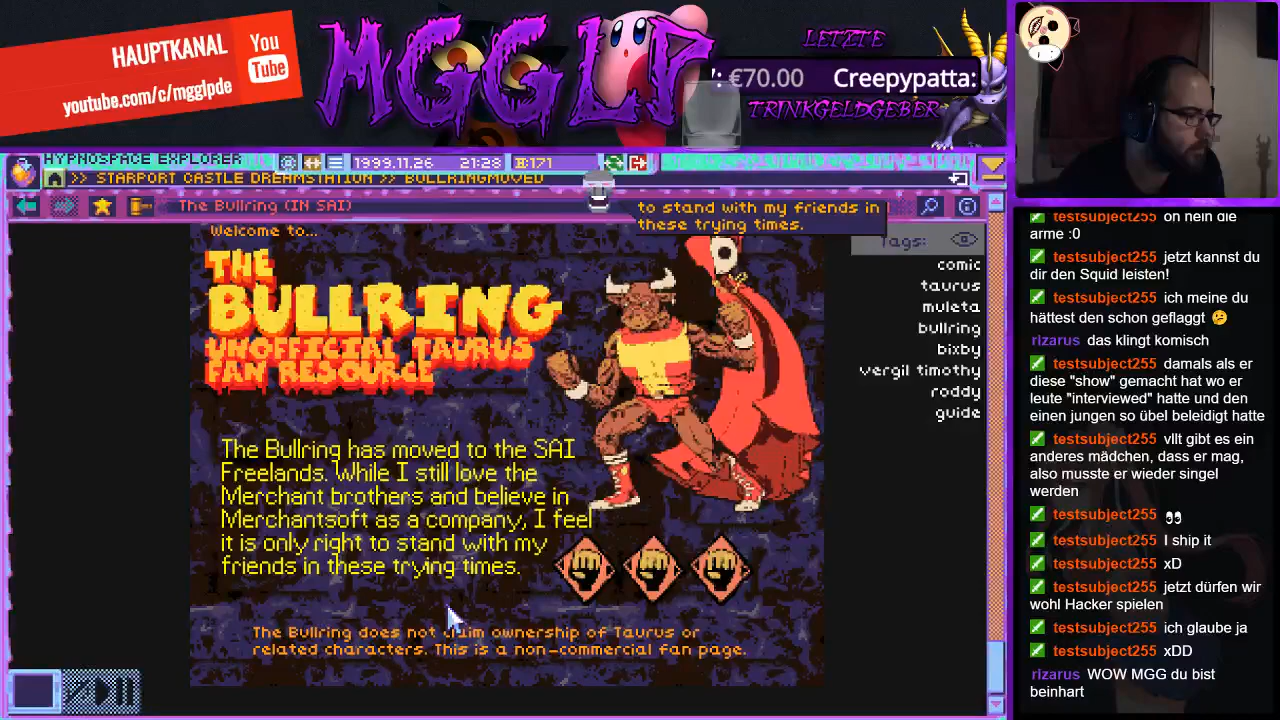 HAUPTKANAL
You
Tube
youtube.com/c/mgglpde
MGGLP
LETZTE
: €70.00 Creepypatta:
TRINKGELDGEBER
HYPNOSPACE EXPLORER
1999.11.26 21:28 171
>> STARPORT CASTLE DREAMSTATION >> BULLRINGMOVED
The Bullring (IN SAI)
to stand with my friends in
these trying times.
Welcome to...
THE
BULLRING
UNOFFICIAL TAURUS
FAN RESOURCE
The Bullring has moved to the SAI
Freelands. While I still love the
Merchant brothers and believe in
Merchantsoft as a company, I feel
it is only right to stand with my
friends in these trying times.
The Bullring does not claim ownership of Taurus or
related characters. This is a non-commercial fan page.
Tags:
comic
taurus
muleta
bullring
bixby
vergil timothy
roddy
guide
testsubject255 oh nein die
arme :0
testsubject255 jetzt kannst du
dir den Squid leisten!
testsubject255 ich meine du
hättest den schon geflaggt
rizarus das klingt komisch
testsubject255 damals als er
diese "show" gemacht hat wo er
leute "interviewed" hatte und den
einen jungen so übel beleidigt hatte
testsubject255 vllt gibt es ein
anderes mädchen, dass er mag,
also musste er wieder singel
werden
testsubject255
testsubject255 I ship it
testsubject255 xD
testsubject255 jetzt dürfen wir
wohl Hacker spielen
testsubject255 ich glaube ja
testsubject255 xDD
rizarus WOW MGG du bist
beinhart